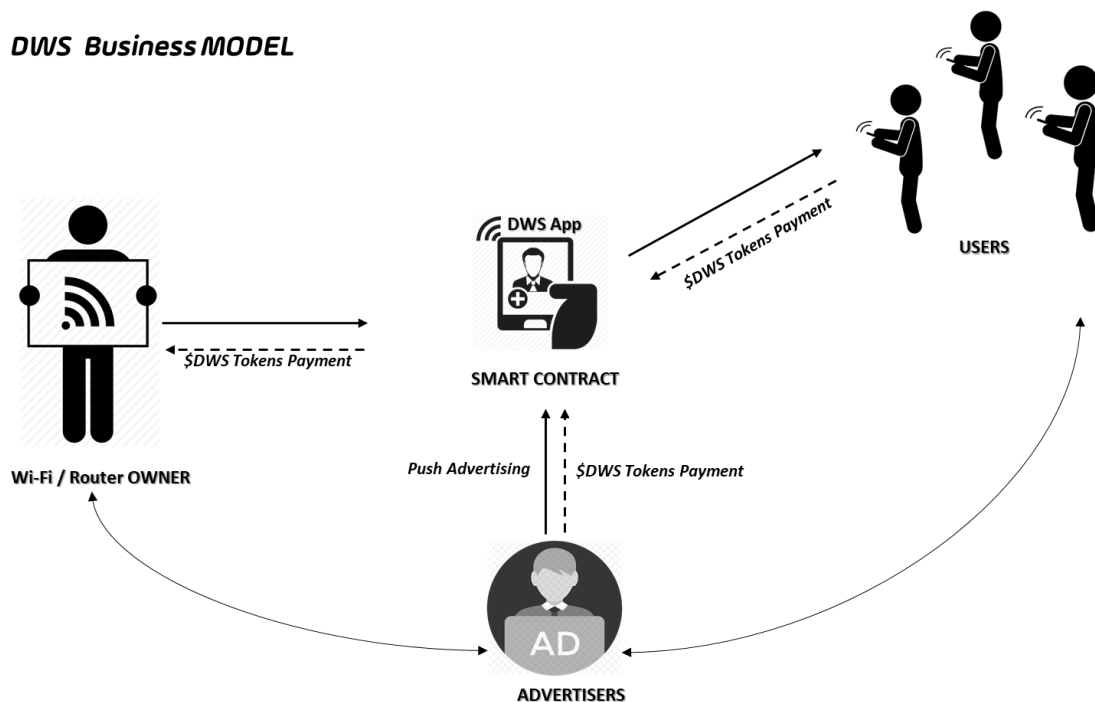 DWS Business MODEL
DWS App
USERS
$DWS Tokens Payment
$DWS Tokens Payment
SMART CONTRACT
Wi-Fi / Router OWNER
Push Advertising
$DWS Tokens Payment
AD
ADVERTISERS